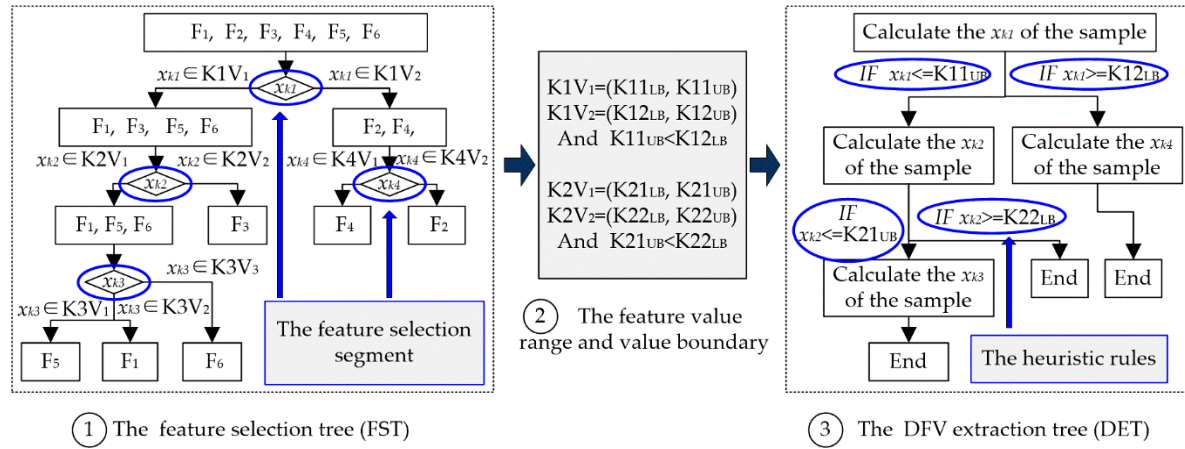 F1, F2, F3, F4, F5, F6
xk1∈K1V1
xk1∈K1V2
xk1
F1, F3, F5, F6
F2, F4,
xk2∈K2V1
xk2∈K2V2
xk4∈K4V1
xk4∈K4V2
xk2
xk4
F1, F5, F6
F3
F4
F2
xk3∈K3V3
xk3
xk3∈K3V1
xk3∈K3V2
F5
F1
F6
The feature selection
segment
1 The feature selection tree (FST)
K1V1=(K11LB, K11UB)
K1V2=(K12LB, K12UB)
And K11UB<K12LB
K2V1=(K21LB, K21UB)
K2V2=(K22LB, K22UB)
And K21UB<K22LB
2 The feature value
range and value boundary
Calculate the xk1 of the sample
IF xk1<=K11UB
IF xk1>=K12LB
Calculate the xk2
of the sample
Calculate the xk4
of the sample
IF
xk2<=K21UB
IF xk2>=K22LB
Calculate the xk3
of the sample
End
End
End
The heuristic rules
3 The DFV extraction tree (DET)